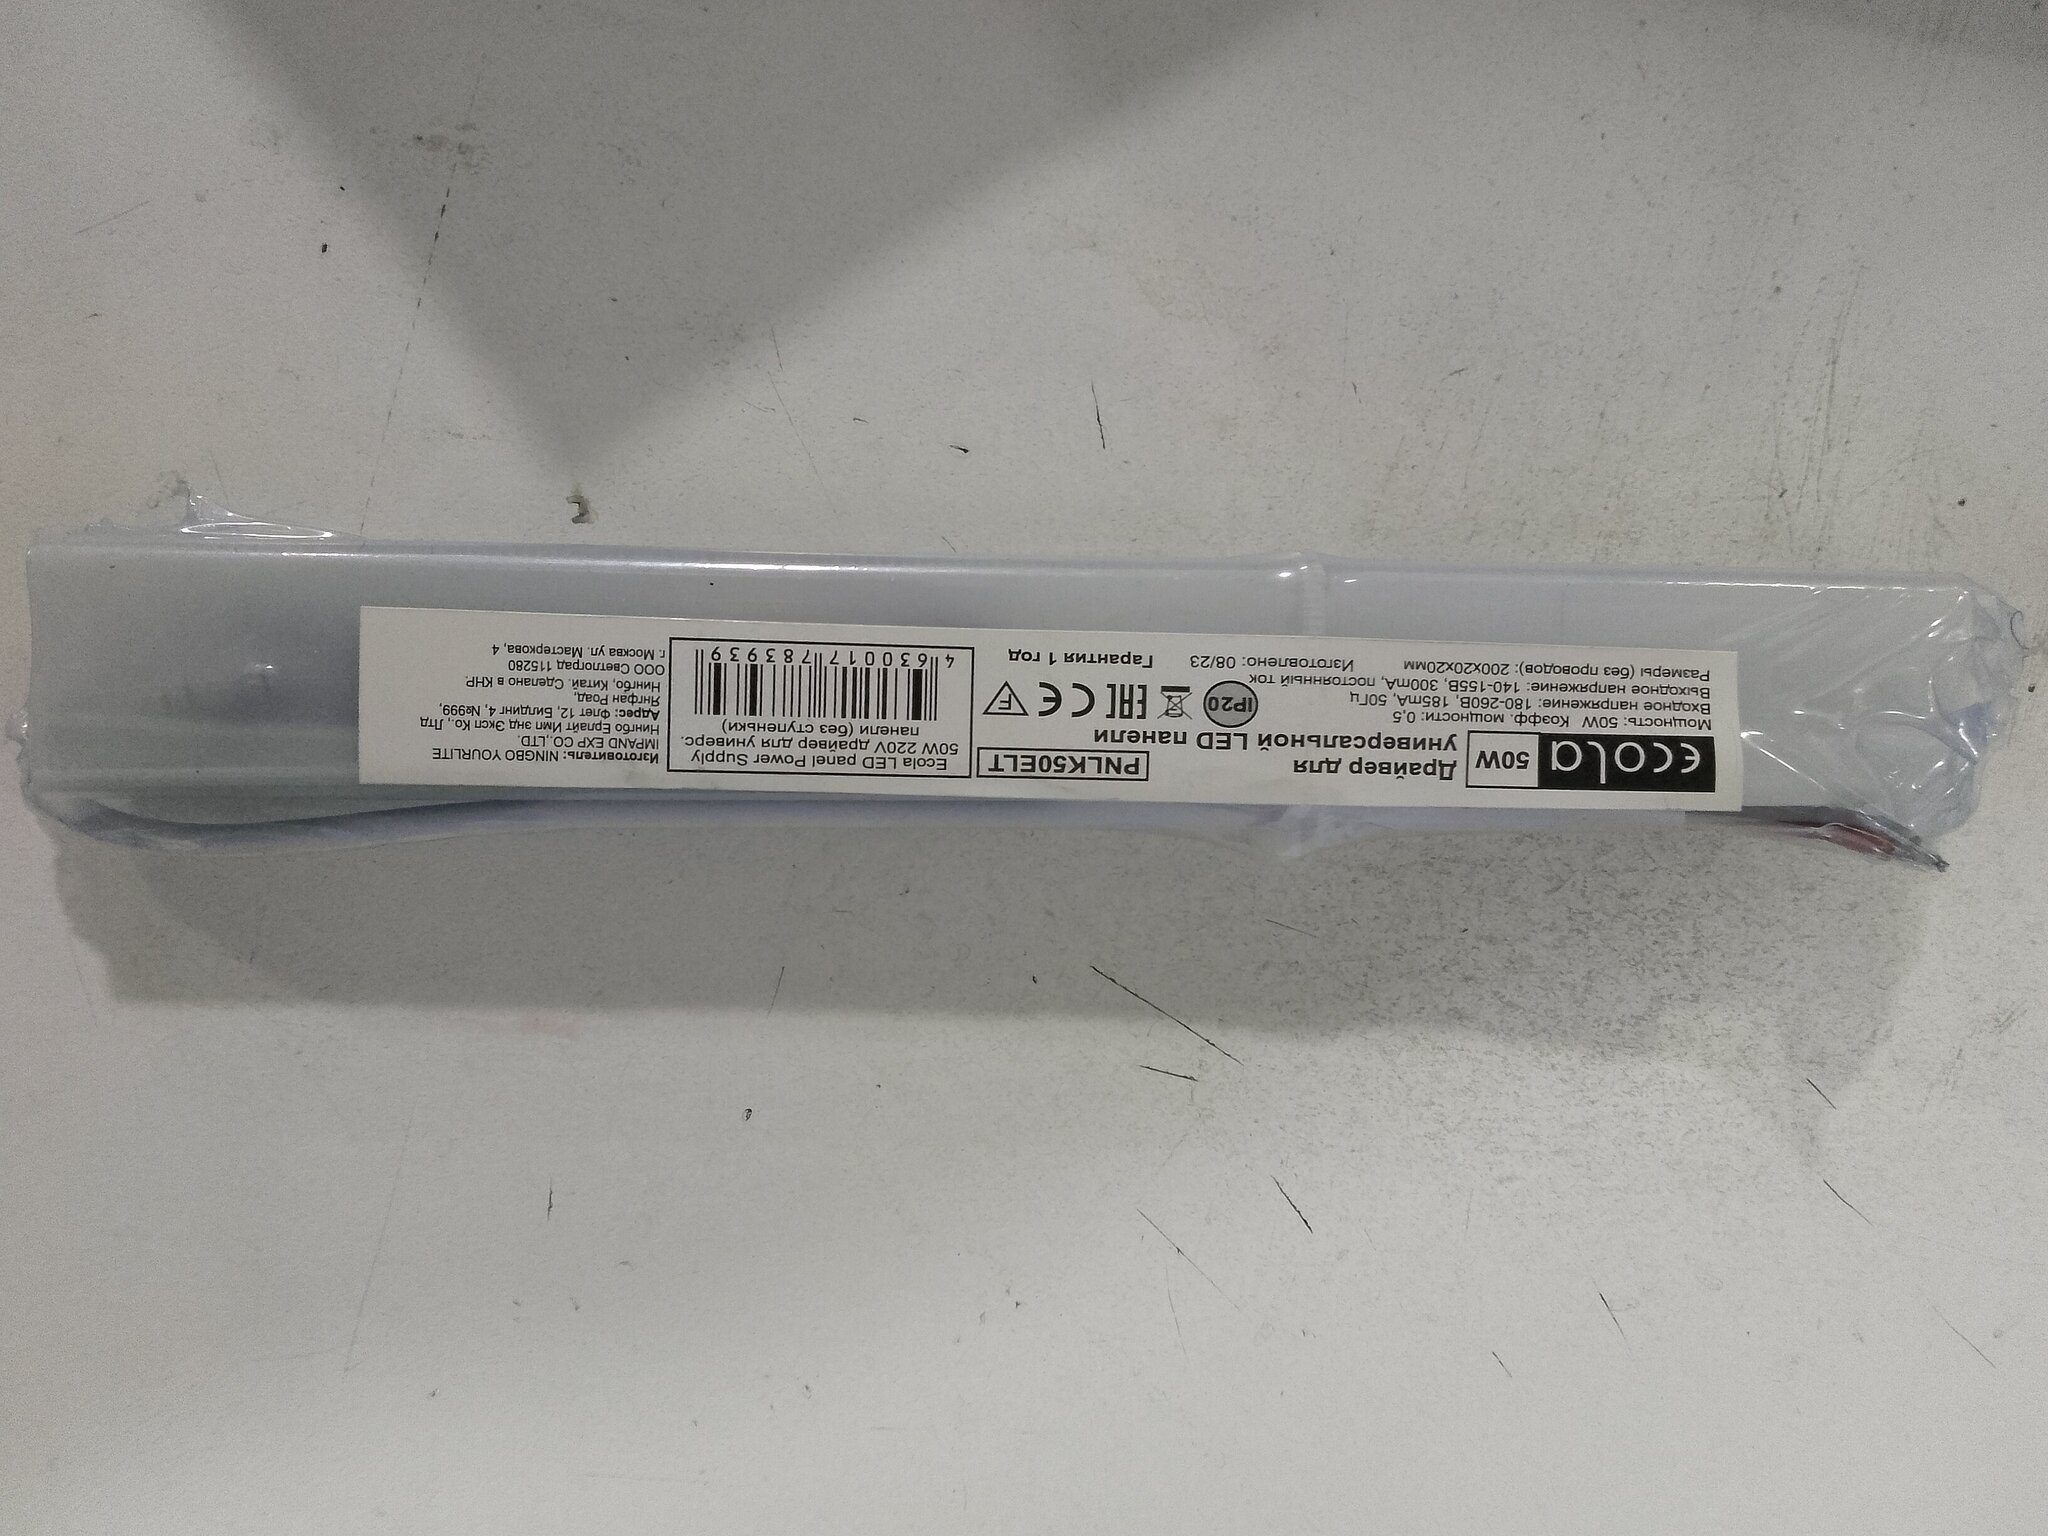 ecola 50W
Драйвер для
универсальной LED панели
Мощность: 50W Коэфф. мощности: 0,5
Входное напряжение: 180-260В, 185mA, 50Гц
Выходное напряжение: 140-155В, 300mA, постоянный ток
Размеры (без проводов): 200x20x20мм
Изготовлено: 08/23
Гарантия 1 год
PNLK50ELT
IP20
EAC
CE
F
Ecola LED panel Power Supply
50W 220V драйвер для универс.
панели (без ступеньки)
4630017783939
Изготовитель: NINGBO YOURLITE
IMPAND EXP CO.,LTD.
Нингбо Ерлайт Имп энд Эксп Ко., Лтд
Адрес: Флет 12, Билдинг 4, №999,
Янгфан Роад,
Нингбо, Китай. Сделано в КНР.
ООО Светлоград 115280
г. Москва ул. Мастеркова, 4